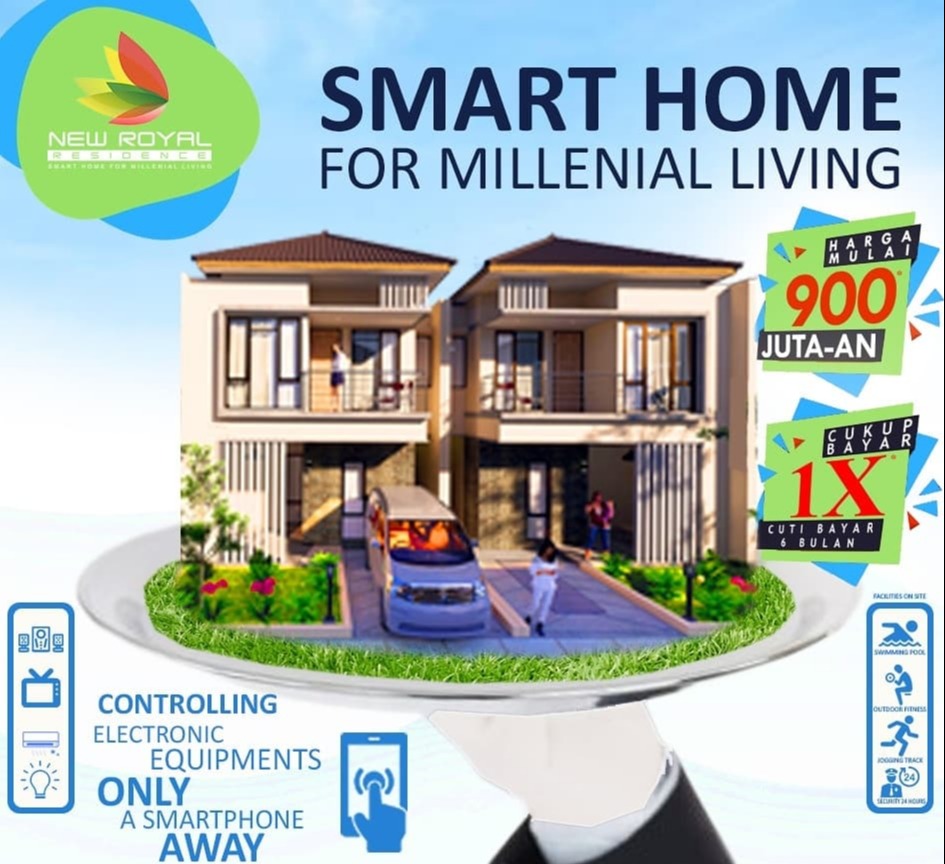 NEW ROYAL
RESIDENCE
SMART HOME FOR MILLENIAL LIVING
SMART HOME
FOR MILLENIAL LIVING
HARGA
MULAI
900
JUTA-AN
CUKUP
BAYAR
1X
CUTI BAYAR
6 BULAN
FACILITIES ON SITE
SWIMMING POOL
OUTDOOR FITNESS
JOGGING TRACK
24
SECURITY 24 HOURS
CONTROLLING
ELECTRONIC
EQUIPMENTS
ONLY
A SMARTPHONE
AWAY